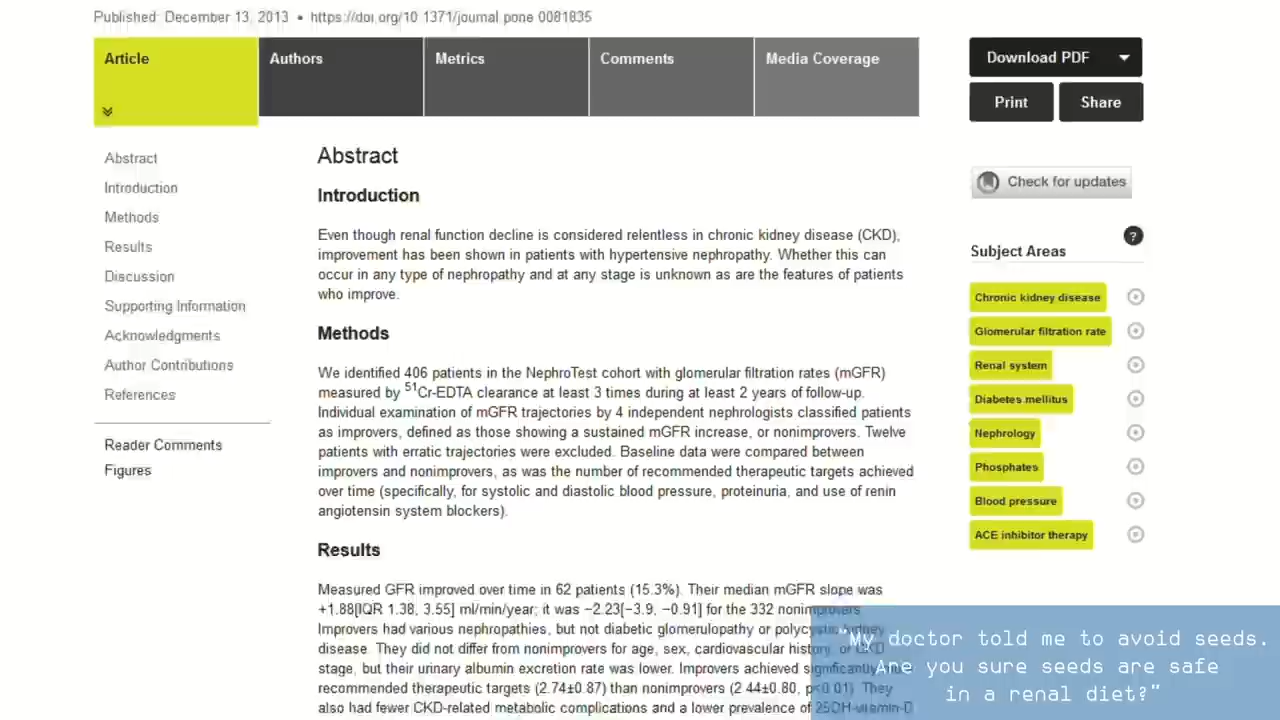 Published: December 13, 2013 • https://doi.org/10.1371/journal.pone.0081835
Article
Authors
Metrics
Comments
Media Coverage
Download PDF
Print
Share
Check for updates
Subject Areas
?
Chronic kidney disease
Glomerular filtration rate
Renal system
Diabetes mellitus
Nephrology
Phosphates
Blood pressure
ACE inhibitor therapy
Abstract
Introduction
Methods
Results
Discussion
Supporting Information
Acknowledgments
Author Contributions
References
Reader Comments
Figures
Abstract
Introduction
Even though renal function decline is considered relentless in chronic kidney disease (CKD),
improvement has been shown in patients with hypertensive nephropathy. Whether this can
occur in any type of nephropathy and at any stage is unknown as are the features of patients
who improve.
Methods
We identified 406 patients in the NephroTest cohort with glomerular filtration rates (mGFR)
measured by 51Cr-EDTA clearance at least 3 times during at least 2 years of follow-up.
Individual examination of mGFR trajectories by 4 independent nephrologists classified patients
as improvers, defined as those showing a sustained mGFR increase, or nonimprovers. Twelve
patients with erratic trajectories were excluded. Baseline data were compared between
improvers and nonimprovers, as was the number of recommended therapeutic targets achieved
over time (specifically, for systolic and diastolic blood pressure, proteinuria, and use of renin
angiotensin system blockers).
Results
Measured GFR improved over time in 62 patients (15.3%). Their median mGFR slope was
+1.88[IQR 1.38, 3.55] ml/min/year; it was −2.23[−3.9, −0.91] for the 332 nonimprovers.
Improvers had various nephropathies, but not diabetic glomerulopathy or polycystic kidney
disease. They did not differ from nonimprovers for age, sex, cardiovascular history, or CKD
stage, but their urinary albumin excretion rate was lower. Improvers achieved significantly
recommended therapeutic targets (2.74±0.87) than nonimprovers (2.44±0.80, p<0.01). They
also had fewer CKD-related metabolic complications and a lower prevalence of 25OH-vitamin-D
"My doctor told me to avoid seeds.
Are you sure seeds are safe
in a renal diet?"